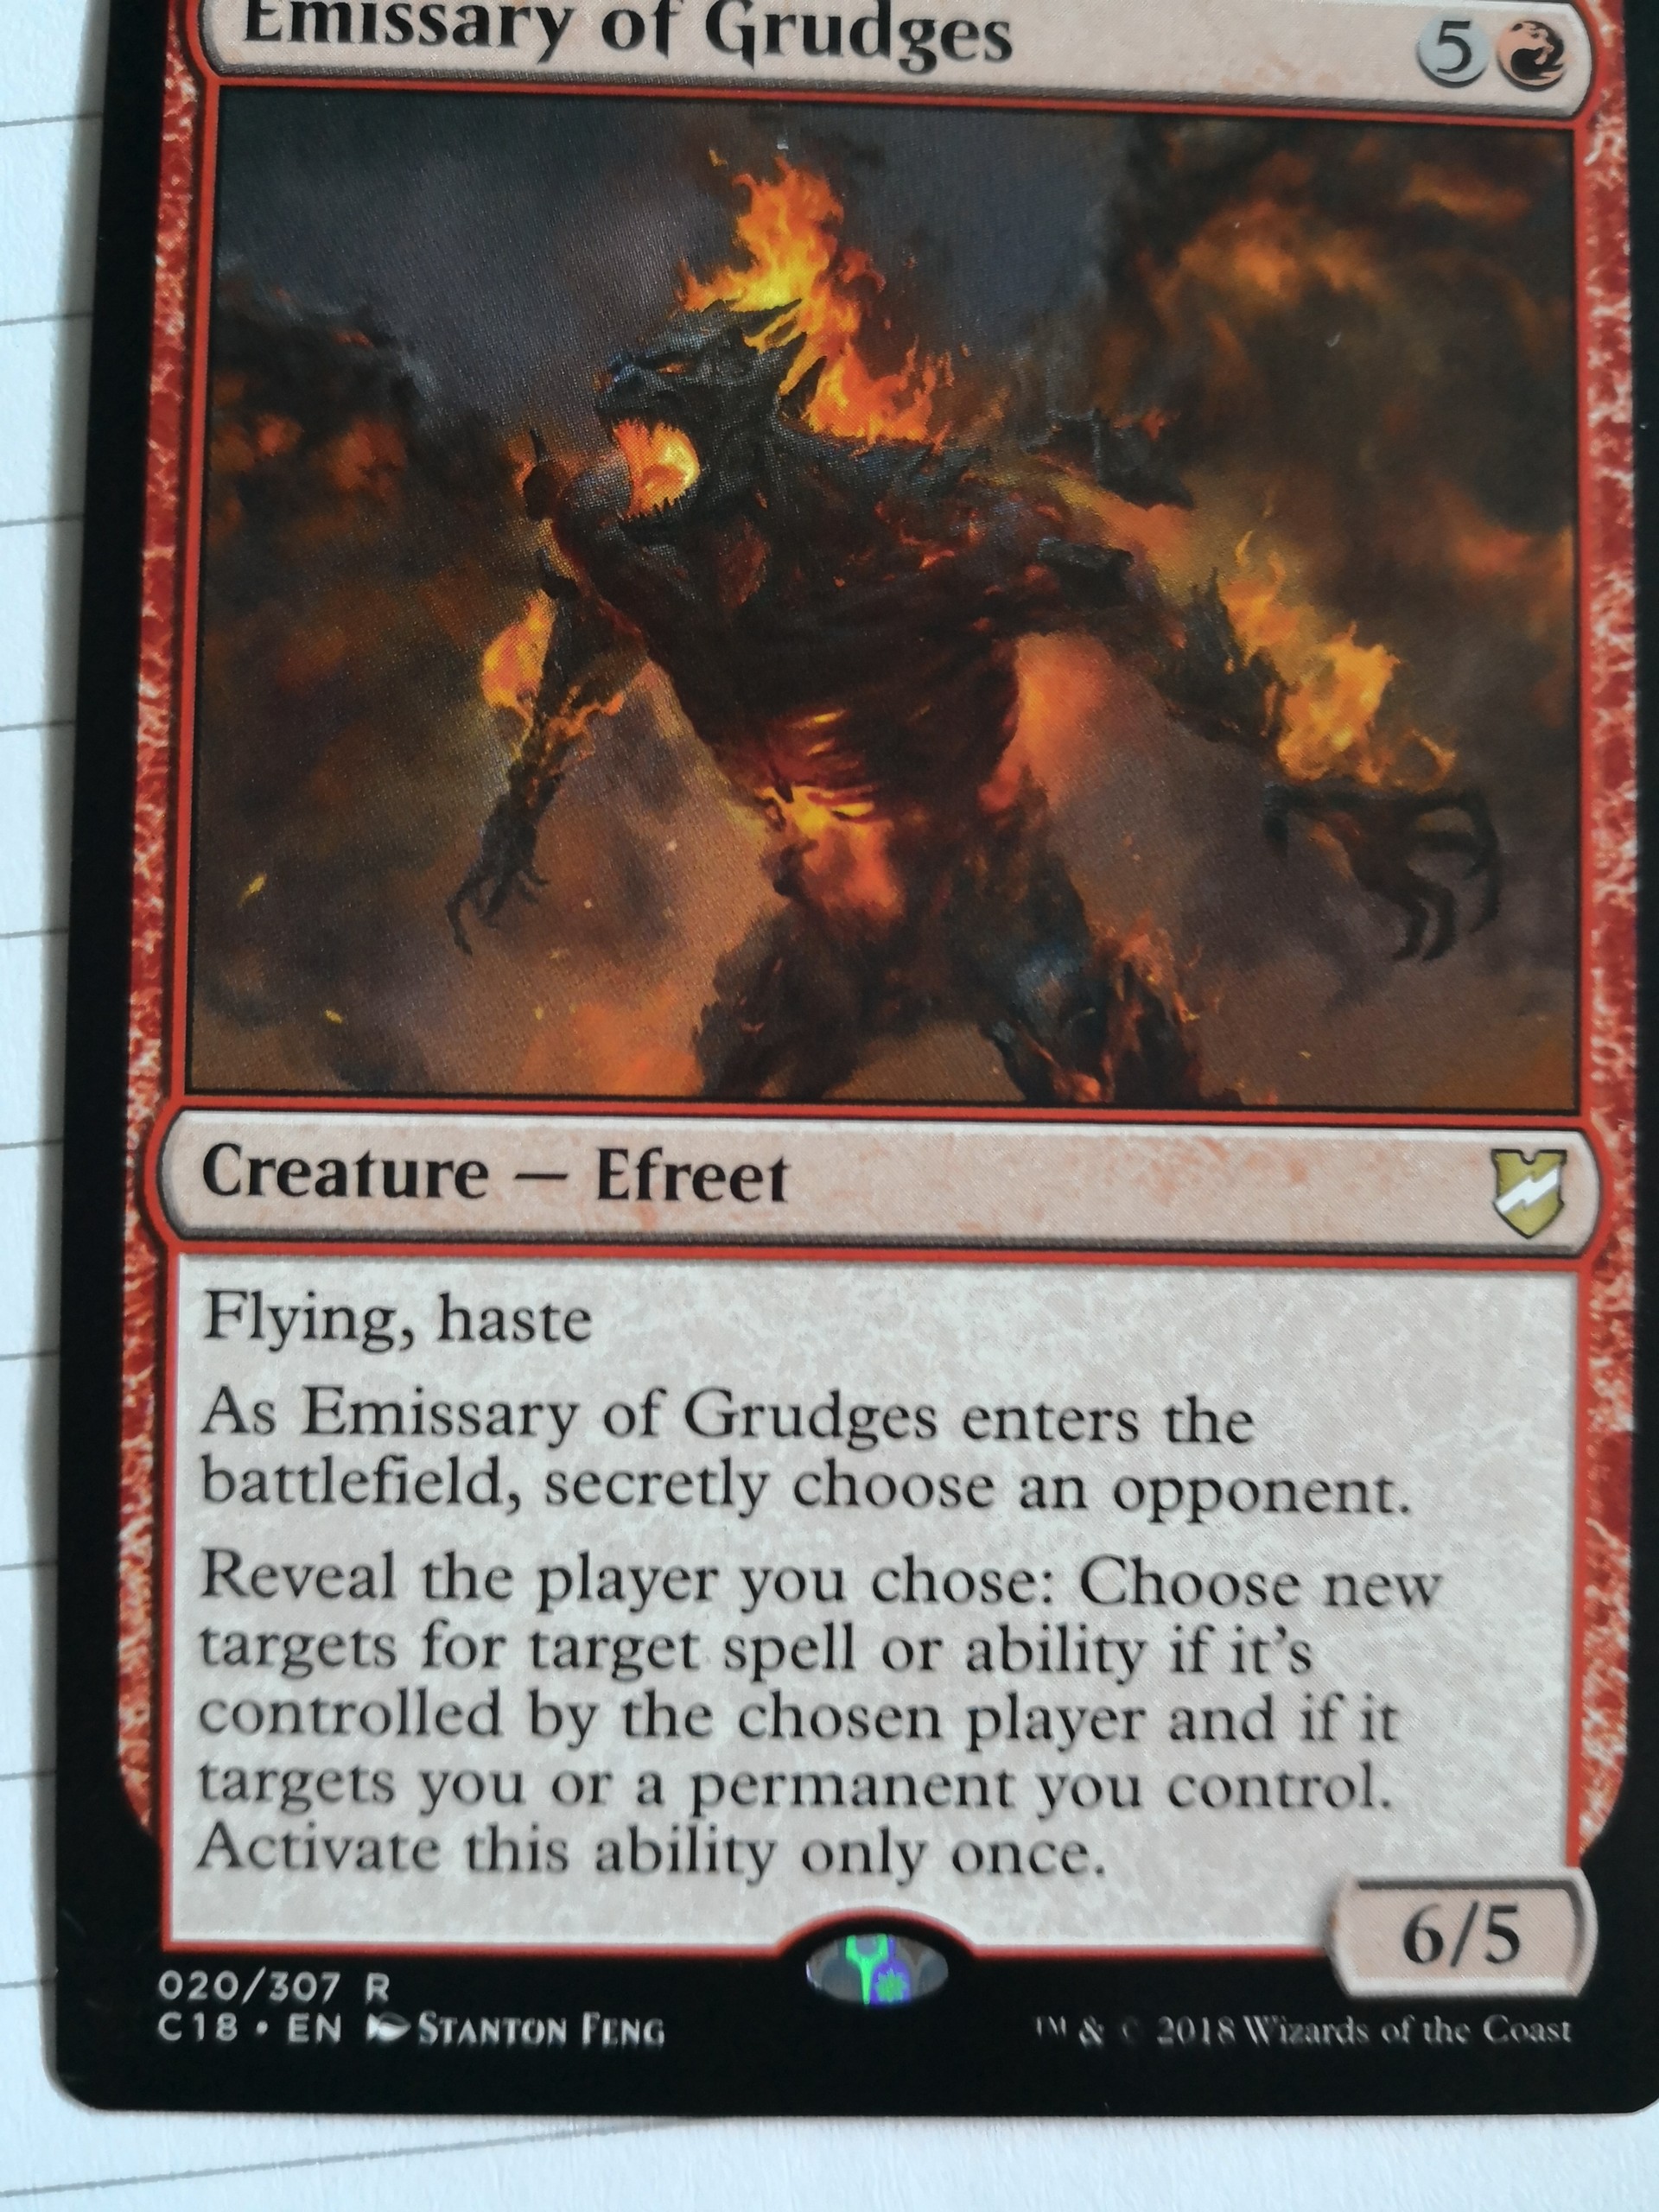 Emissary of Grudges
5
Creature — Efreet
Flying, haste
As Emissary of Grudges enters the
battlefield, secretly choose an opponent.
Reveal the player you chose: Choose new
targets for target spell or ability if it's
controlled by the chosen player and if it
targets you or a permanent you control.
Activate this ability only once.
6/5
020/307 R
C18 • EN STANTON FENG
™ & © 2018 Wizards of the Coast